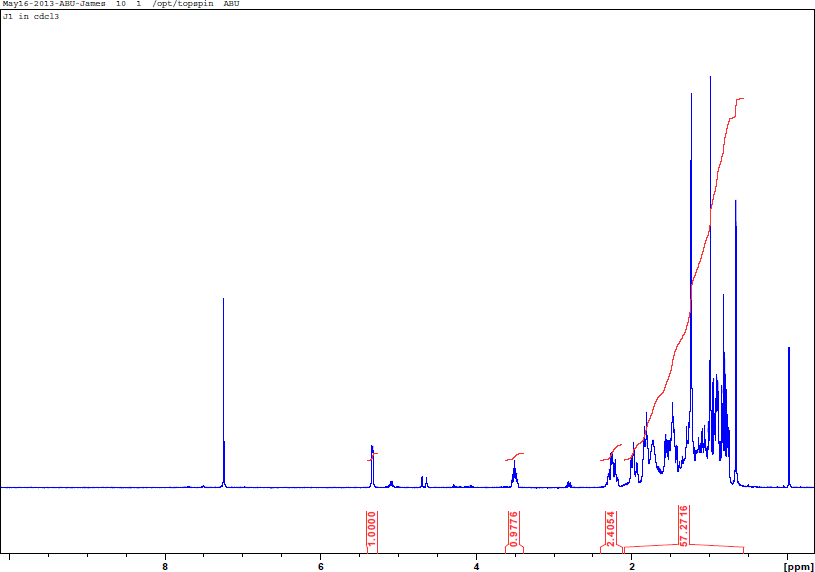 May16-2013-ABU-James 10 1 /opt/topspin ABU
J1 in cdcl3
1.0000
0.9776
2.4054
57.2716
8
6
4
2
[ppm]